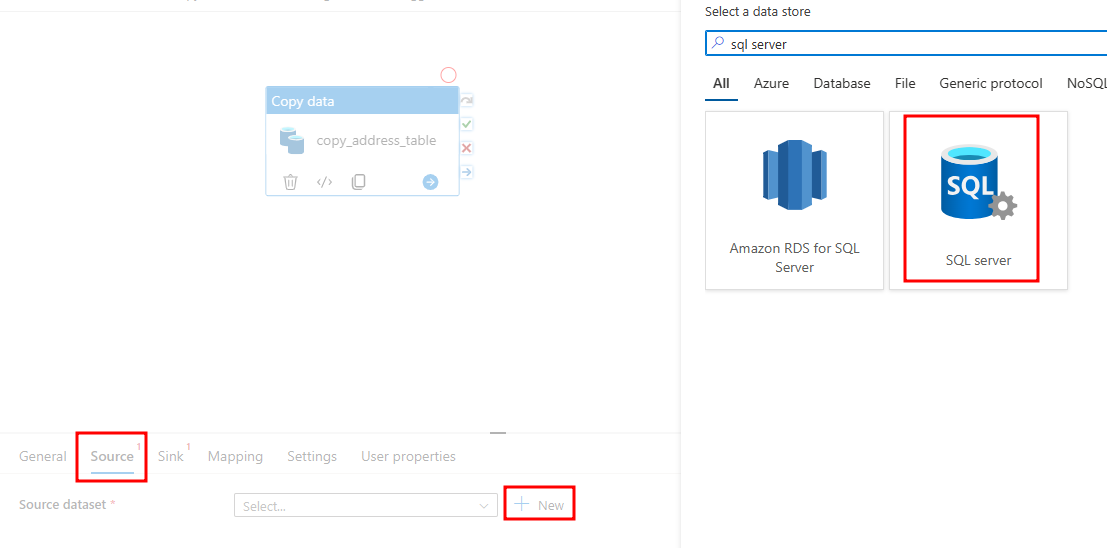 Select a data store
sql server
All Azure Database File Generic protocol NoSQL
Copy data
copy_address_table
SQL
Amazon RDS for SQL
Server
SQL server
General Source 1 Sink 1 Mapping Settings User properties
Source dataset * Select... New